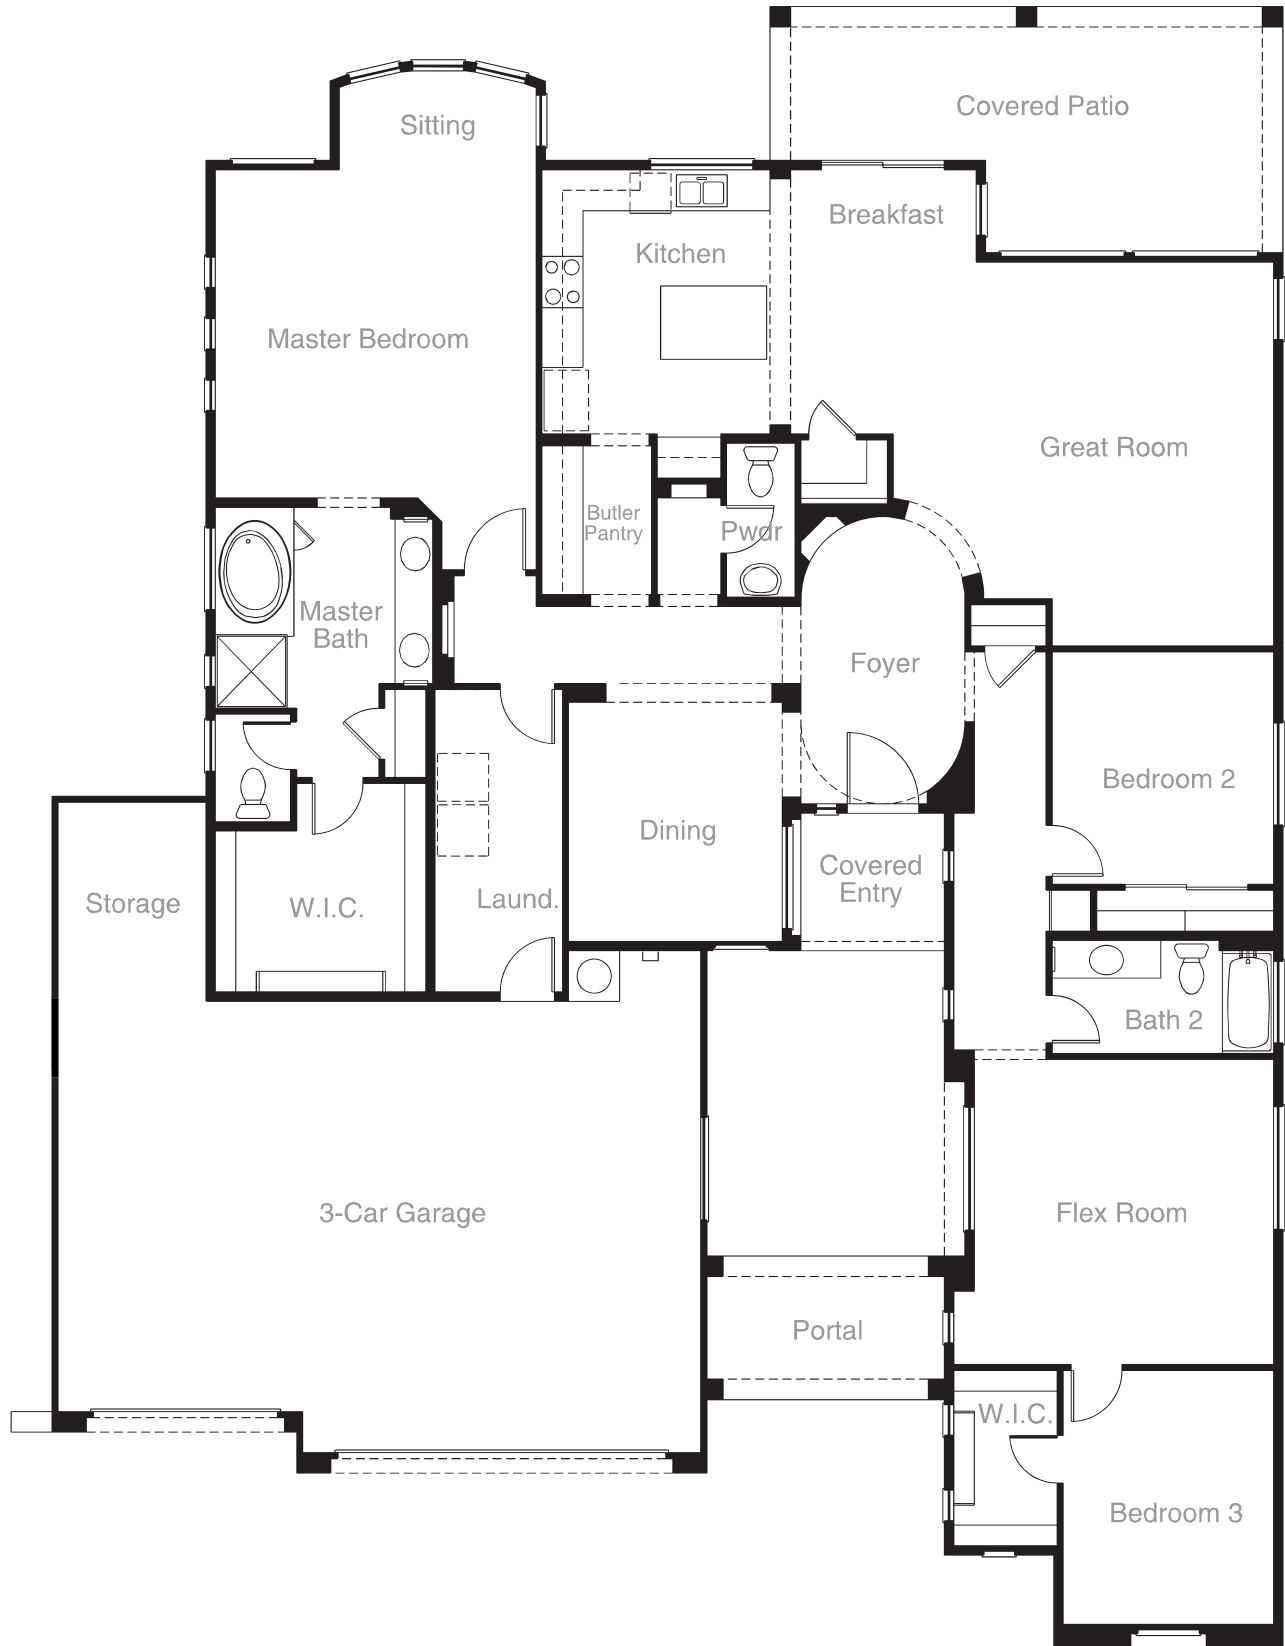 Covered Patio
Sitting
Breakfast
Kitchen
Master Bedroom
Great Room
Butler
Pantry
Pwdr
Master
Bath
Foyer
Bedroom 2
Dining
Covered
Entry
Storage
W.I.C.
Laund.
Bath 2
3-Car Garage
Flex Room
Portal
W.I.C.
Bedroom 3